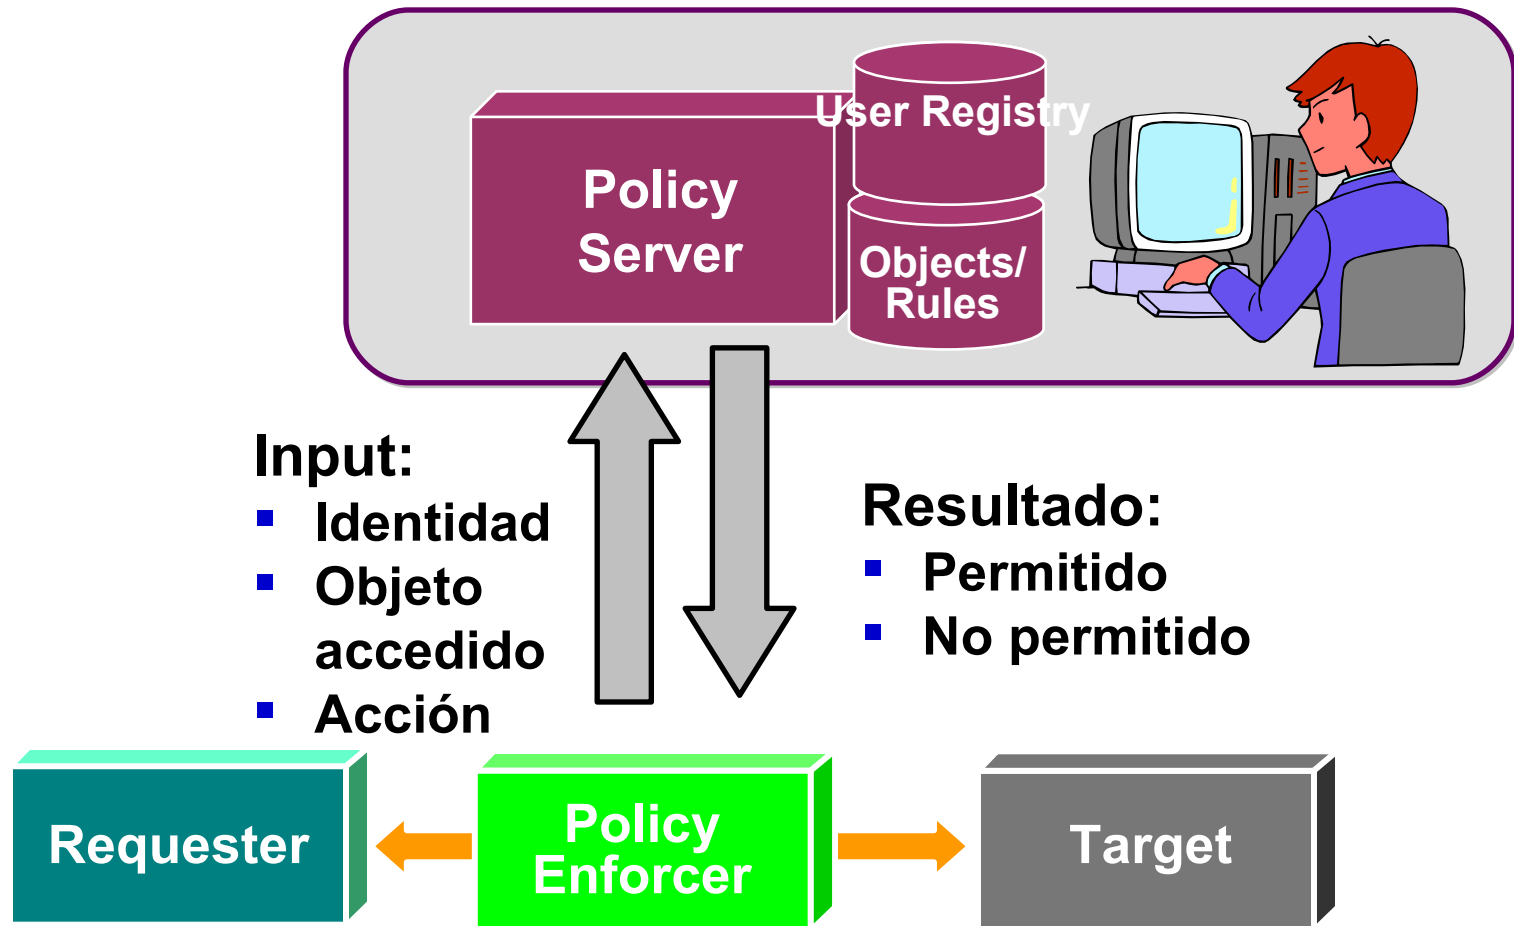 User Registry
Policy
Server
Objects/
Rules
Input:
Identidad
Objeto
accedido
Acción
Resultado:
Permitido
No permitido
Requester
Policy
Enforcer
Target